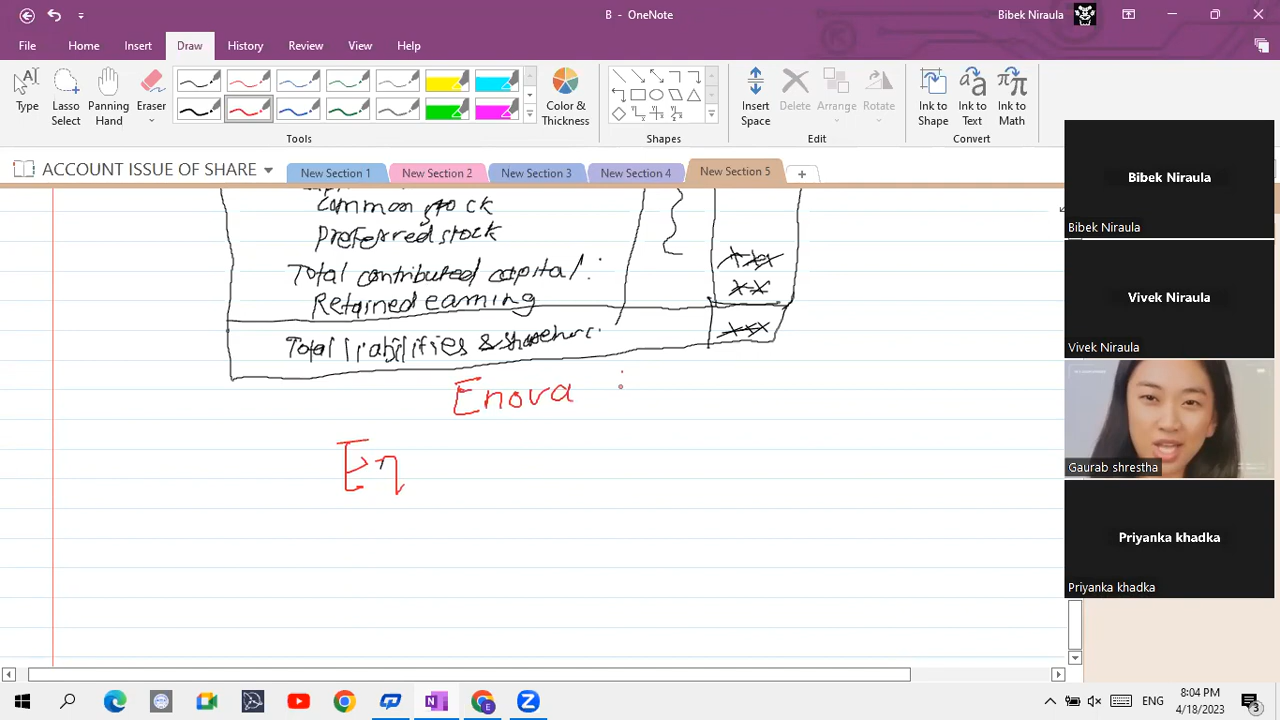 B - OneNote
Bibek Niraula
File Home Insert Draw History Review View Help
Type
Lasso Select
Panning Hand
Eraser
Color & Thickness
Insert Space
Delete
Arrange
Rotate
Ink to Shape
Ink to Text
Ink to Math
Tools
Shapes
Edit
Convert
ACCOUNT ISSUE OF SHARE
New Section 1
New Section 2
New Section 3
New Section 4
New Section 5
Common stock
Preferred stock
Total contributed capital :
Retained earning
Total liabilities &
Enova
En
Bibek Niraula
Bibek Niraula
Vivek Niraula
Vivek Niraula
Gaurab shrestha
Priyanka khadka
Priyanka khadka
ENG
8:04 PM
4/18/2023
3